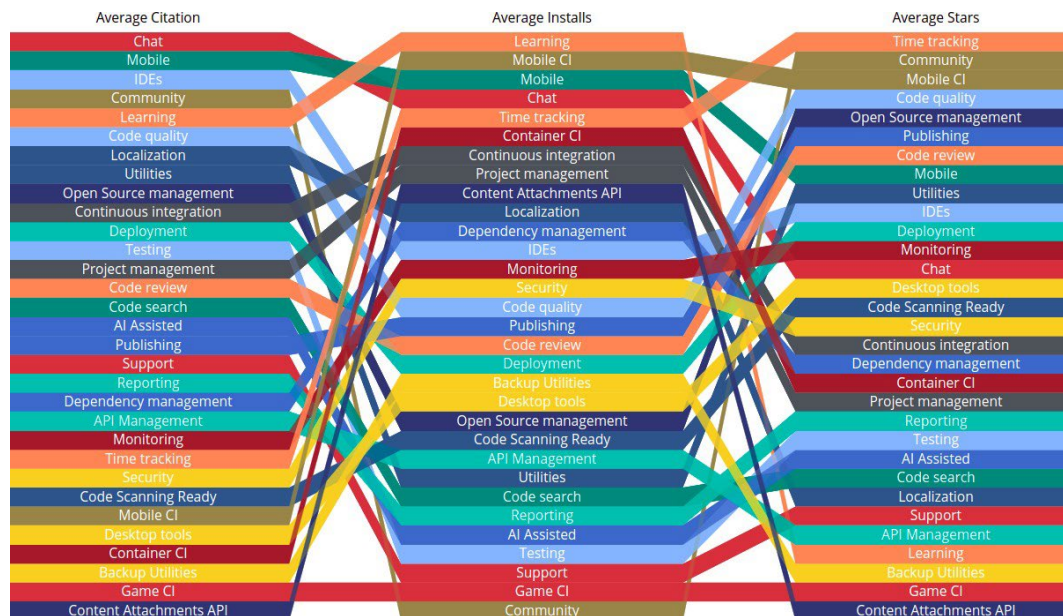 Average Citation Average Installs Average Stars
Chat Learning Time tracking
Mobile Mobile CI Community
IDEs Mobile Mobile CI
Community Chat Code quality
Learning Time tracking Open Source management
Code quality Container CI Publishing
Localization Continuous integration Code review
Utilities Project management Mobile
Open Source management Content Attachments API Utilities
Continuous integration Localization IDEs
Deployment Dependency management Deployment
Testing IDEs Monitoring
Project management Monitoring Chat
Code review Security Desktop tools
Code search Code quality Code Scanning Ready
AI Assisted Publishing Security
Publishing Code review Continuous integration
Support Deployment Dependency management
Reporting Backup Utilities Container CI
Dependency management Desktop tools Project management
API Management Open Source management Reporting
Monitoring Code Scanning Ready Testing
Time tracking API Management AI Assisted
Security Utilities Code search
Code Scanning Ready Code search Localization
Mobile CI Reporting Support
Desktop tools AI Assisted API Management
Container CI Testing Learning
Backup Utilities Support Backup Utilities
Game CI Game CI Game CI
Content Attachments API Community Content Attachments API